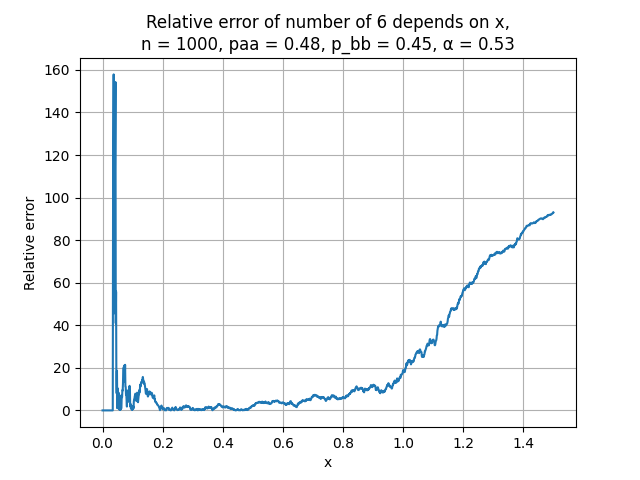 Relative error of number of 6 depends on x,
n = 1000, paa = 0.48, p_bb = 0.45, α = 0.53
160
140
120
100
80
60
40
20
0
Relative error
0.0 0.2 0.4 0.6 0.8 1.0 1.2 1.4
x